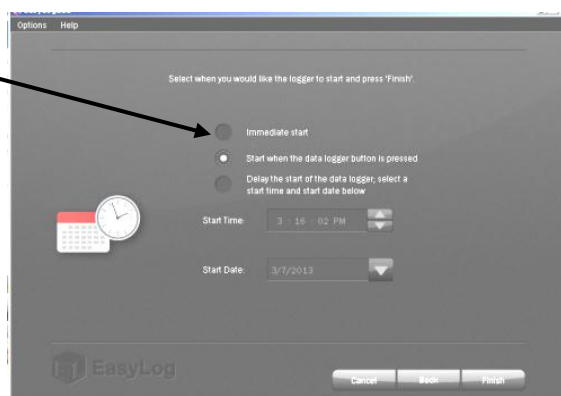 Options Help
Select when you would like the logger to start and press 'Finish'.
Immediate start
Start when the data logger button is pressed
Delay the start of the data logger; select a
start time and start date below
Start Time: 3 : 16 : 02 PM
Start Date: 3/7/2013
EasyLog
Cancel Back Finish